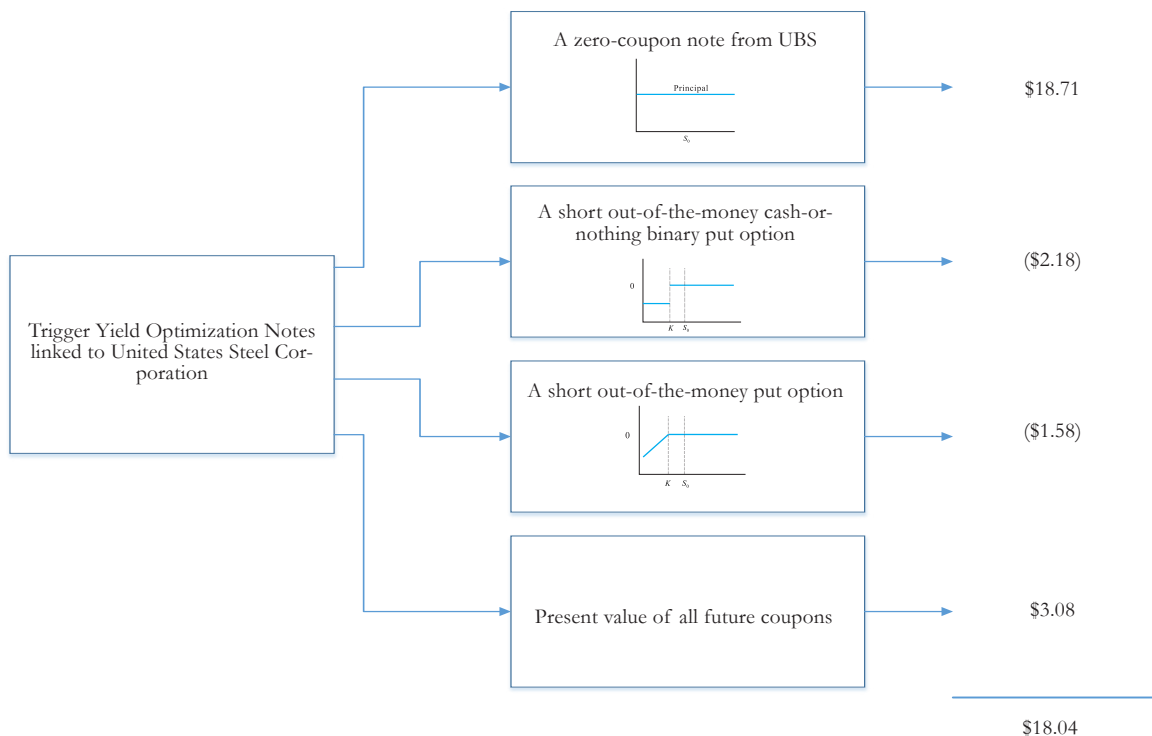 A zero-coupon note from UBS
Principal
S0
$18.71
A short out-of-the-money cash-or-
nothing binary put option
0
K S0
($2.18)
Trigger Yield Optimization Notes
linked to United States Steel Cor-
poration
A short out-of-the-money put option
0
K S0
($1.58)
Present value of all future coupons
$3.08
$18.04